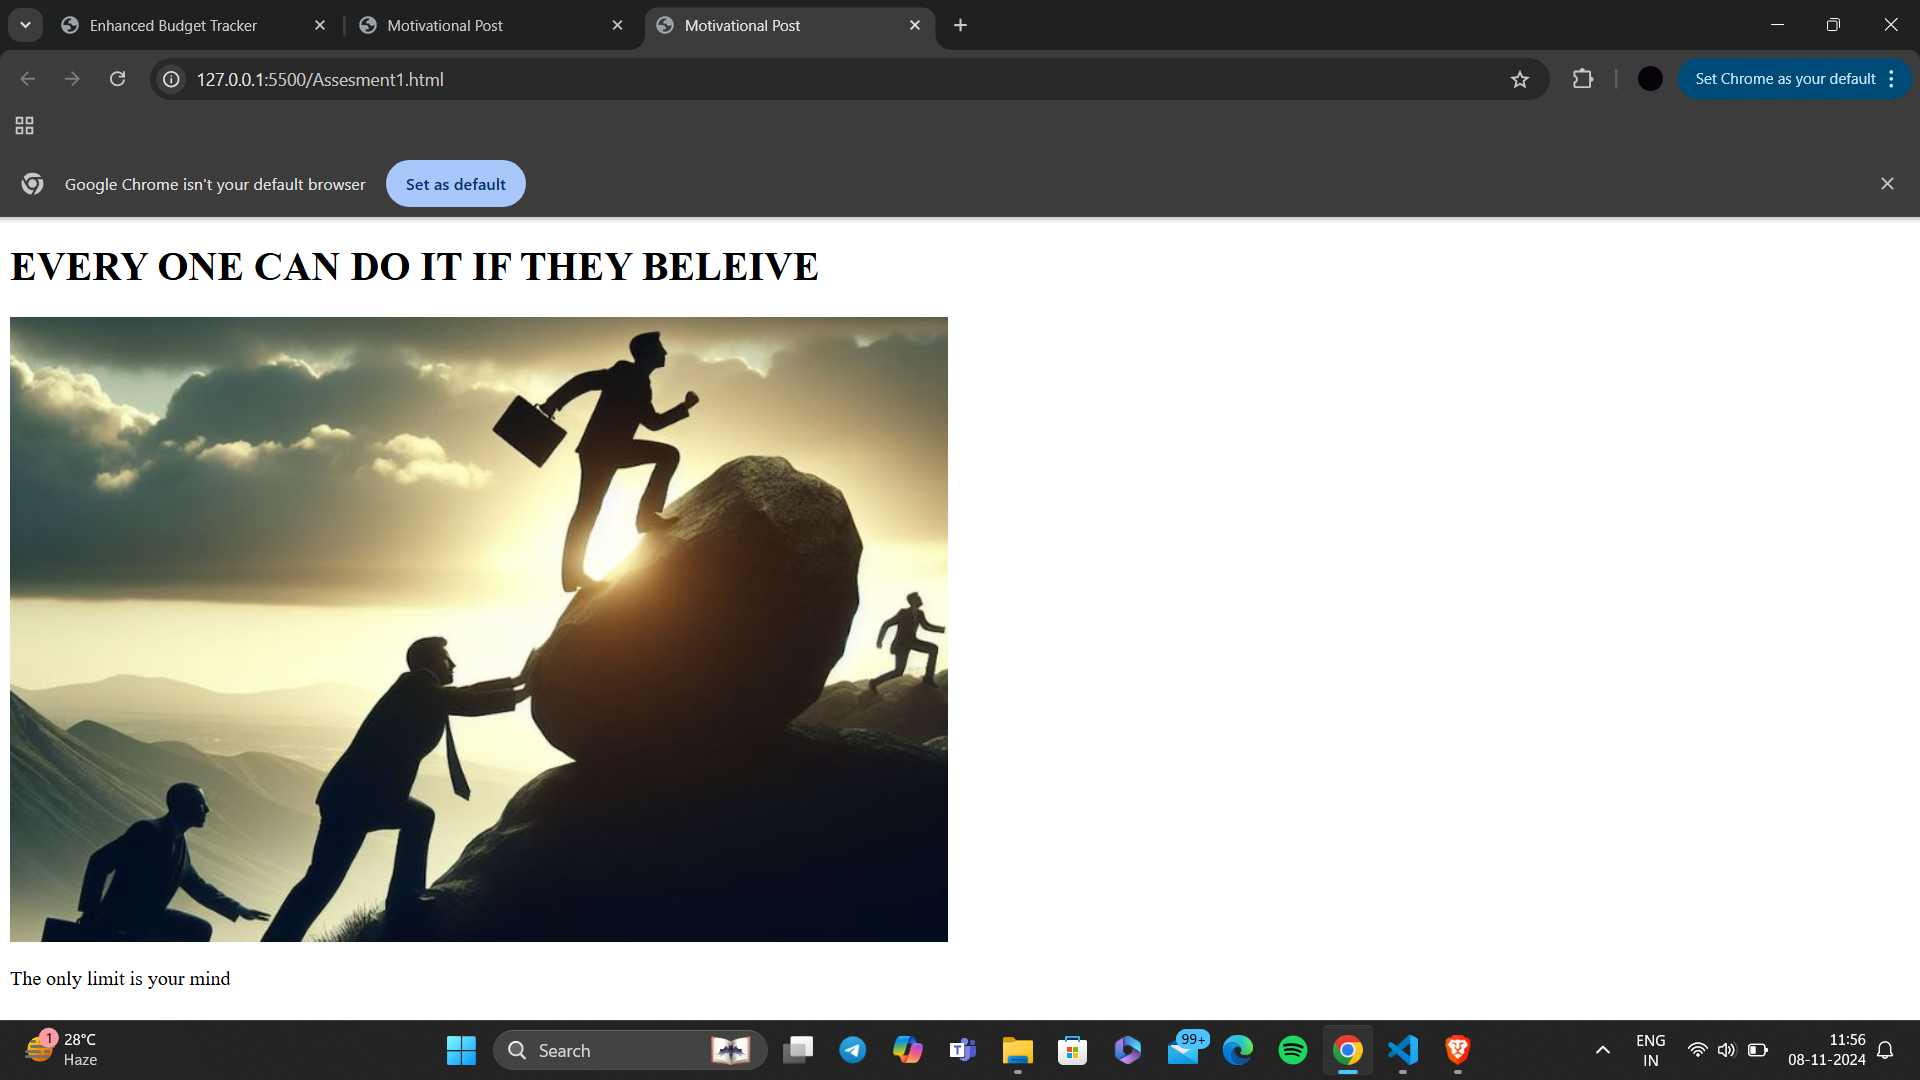 Enhanced Budget Tracker
Motivational Post
Motivational Post
127.0.0.1:5500/Assesment1.html
Set Chrome as your default
Google Chrome isn't your default browser
Set as default
EVERY ONE CAN DO IT IF THEY BELEIVE
The only limit is your mind
1
28°C
Haze
Search
99+
ENG
IN
11:56
08-11-2024